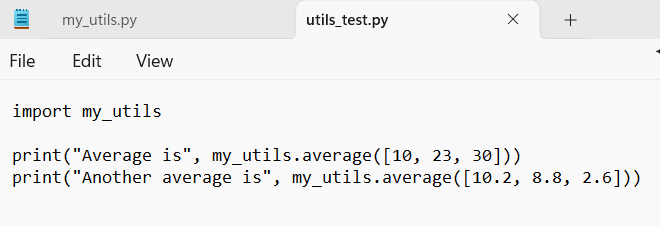 my_utils.py utils_test.py
File Edit View
import my_utils
print("Average is", my_utils.average([10, 23, 30]))
print("Another average is", my_utils.average([10.2, 8.8, 2.6]))